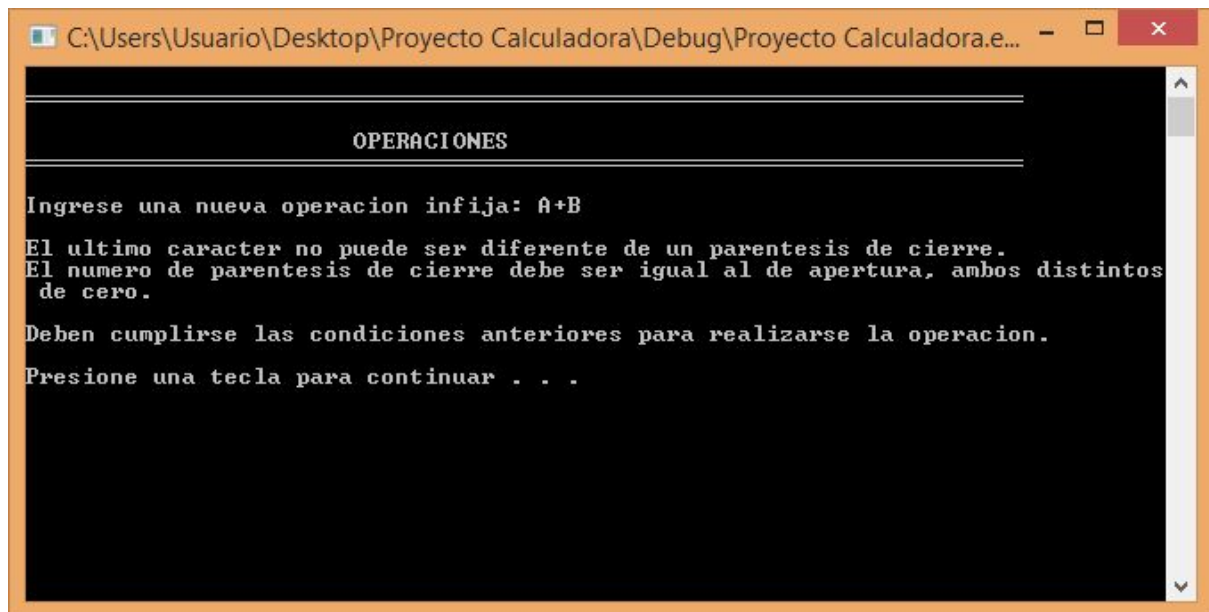 C:\Users\Usuario\Desktop\Proyecto Calculadora\Debug\Proyecto Calculadora.e...
OPERACIONES
Ingrese una nueva operacion infija: A+B
El ultimo caracter no puede ser diferente de un parentesis de cierre.
El numero de parentesis de cierre debe ser igual al de apertura, ambos distintos
de cero.
Deben cumplirse las condiciones anteriores para realizarse la operacion.
Presione una tecla para continuar . . .